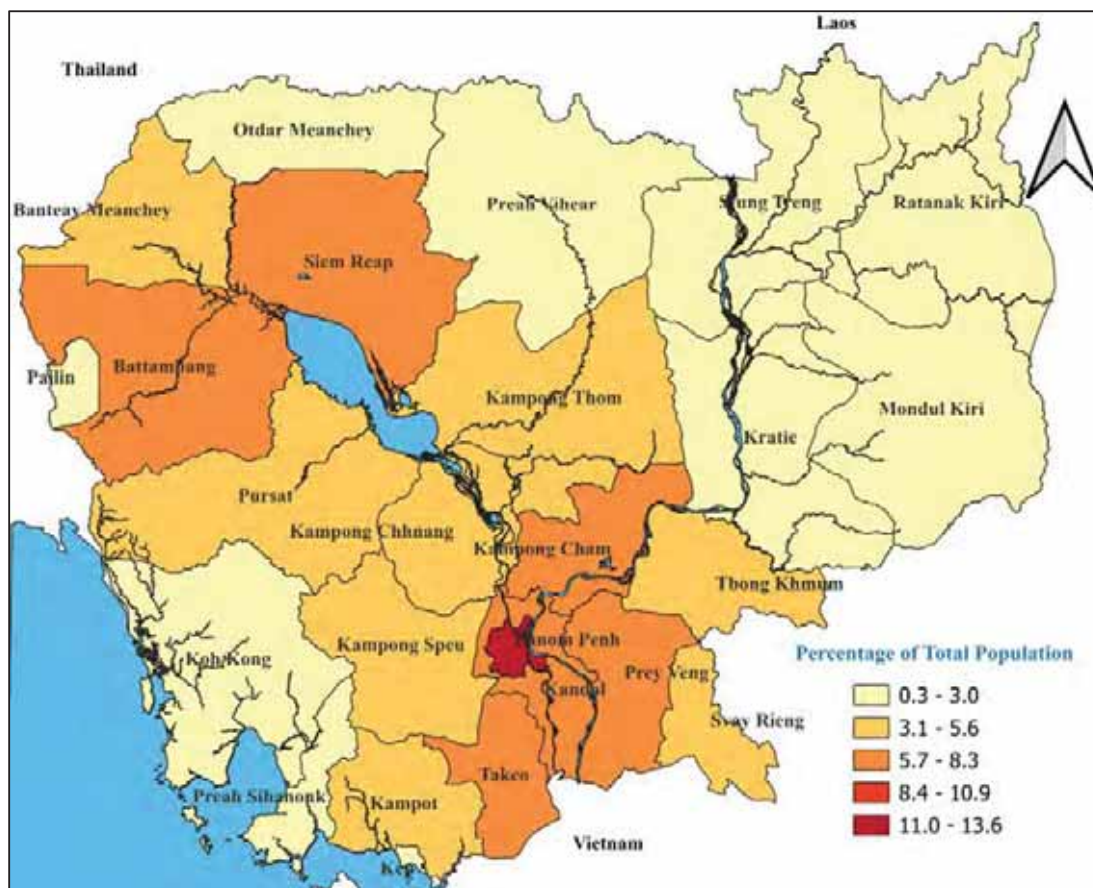 Laos
Thailand
Otdar Meanchey
Banteay Meanchey
Preah Vihear
Stung Treng
Ratanak Kiri
Siem Reap
Battampang
Pailin
Kampong Thom
Mondul Kiri
Kratie
Pursat
Kampong Chhnang
Kampong Cham
Tbong Khmum
Kampong Speu
Phnom Penh
Koh Kong
Prey Veng
Kandal
Svay Rieng
Takeo
Preah Sihanouk
Kampot
Vietnam
Kep
Percentage of Total Population
0.3 - 3.0
3.1 - 5.6
5.7 - 8.3
8.4 - 10.9
11.0 - 13.6